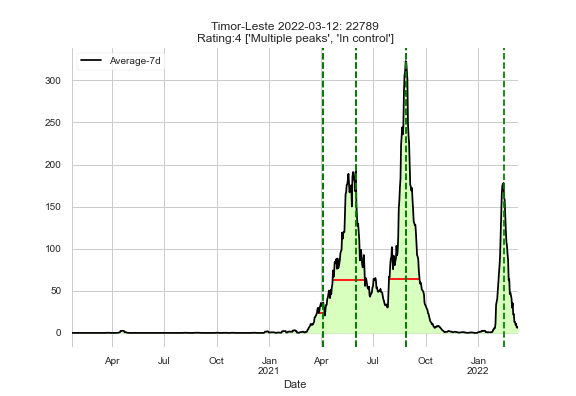 Timor-Leste 2022-03-12: 22789
Rating:4 ['Multiple peaks', 'In control']
Average-7d
300
250
200
150
100
50
0
Apr Jul Oct Jan Apr Jul Oct Jan
2021 2022
Date